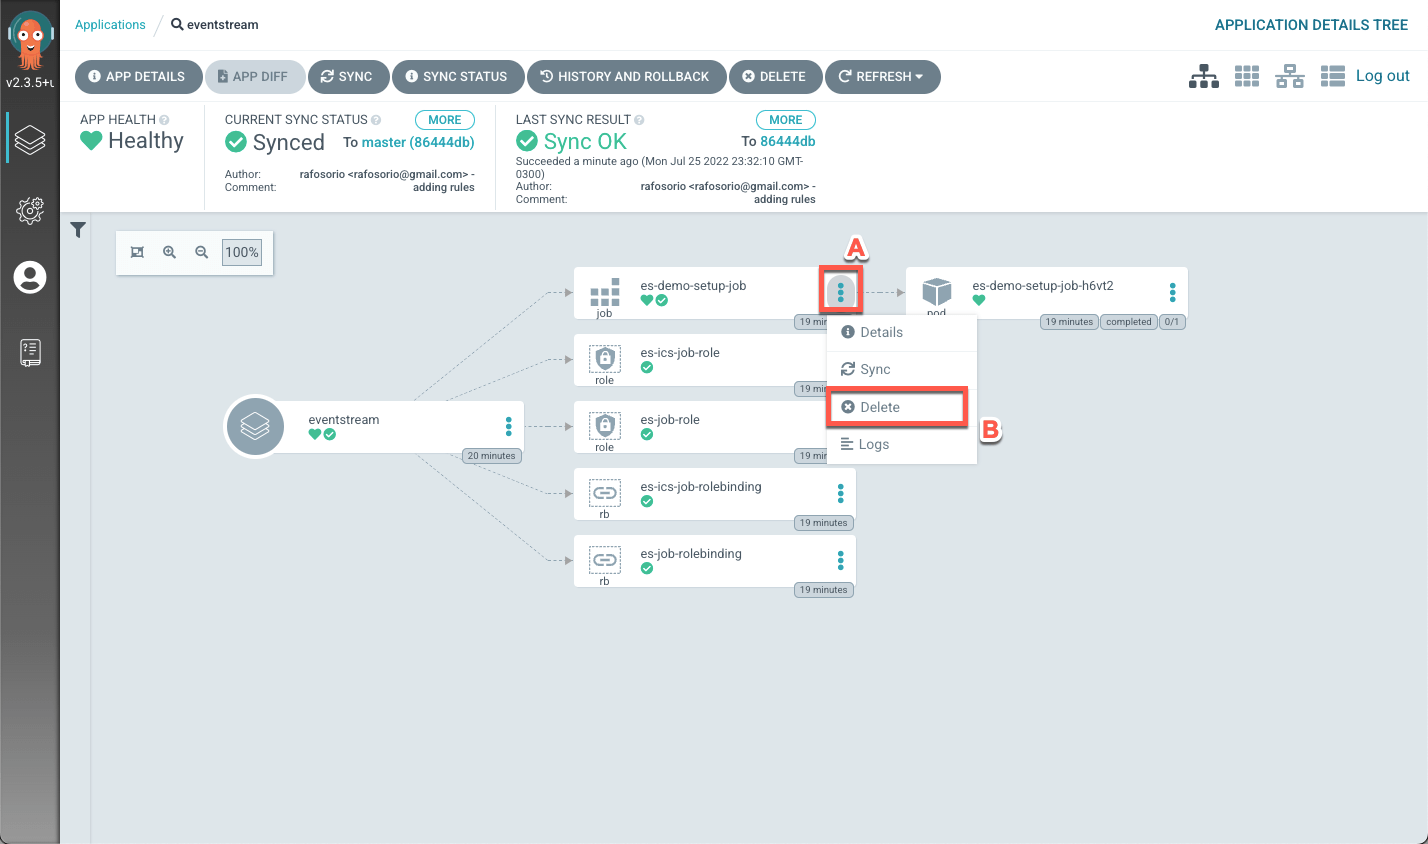 Applications
eventstream
APPLICATION DETAILS TREE
v2.3.5+u
APP DETAILS
APP DIFF
SYNC
SYNC STATUS
HISTORY AND ROLLBACK
DELETE
REFRESH
Log out
APP HEALTH
Healthy
CURRENT SYNC STATUS
MORE
Synced
To master (86444db)
Author:
rafosorio <rafosorio@gmail.com> -
Comment:
adding rules
LAST SYNC RESULT
MORE
Sync OK
To 86444db
Succeeded a minute ago (Mon Jul 25 2022 23:32:10 GMT-
0300)
Author:
rafosorio <rafosorio@gmail.com> -
Comment:
adding rules
100%
A
es-demo-setup-job
job
19 min
es-demo-setup-job-h6vt2
pod
19 minutes
completed
0/1
Details
Sync
Delete
Logs
B
es-ics-job-role
role
19 min
eventstream
20 minutes
es-job-role
role
19 min
es-ics-job-rolebinding
rb
19 minutes
es-job-rolebinding
rb
19 minutes